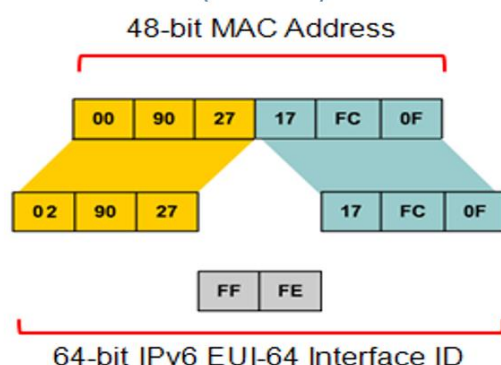 48-bit MAC Address
00 90 27 17 FC 0F
02 90 27 17 FC 0F
FF FE
64-bit IPv6 EUI-64 Interface ID